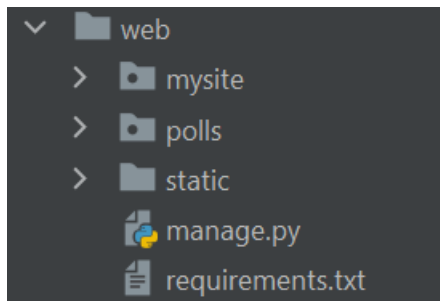 web
mysite
polls
static
manage.py
requirements.txt